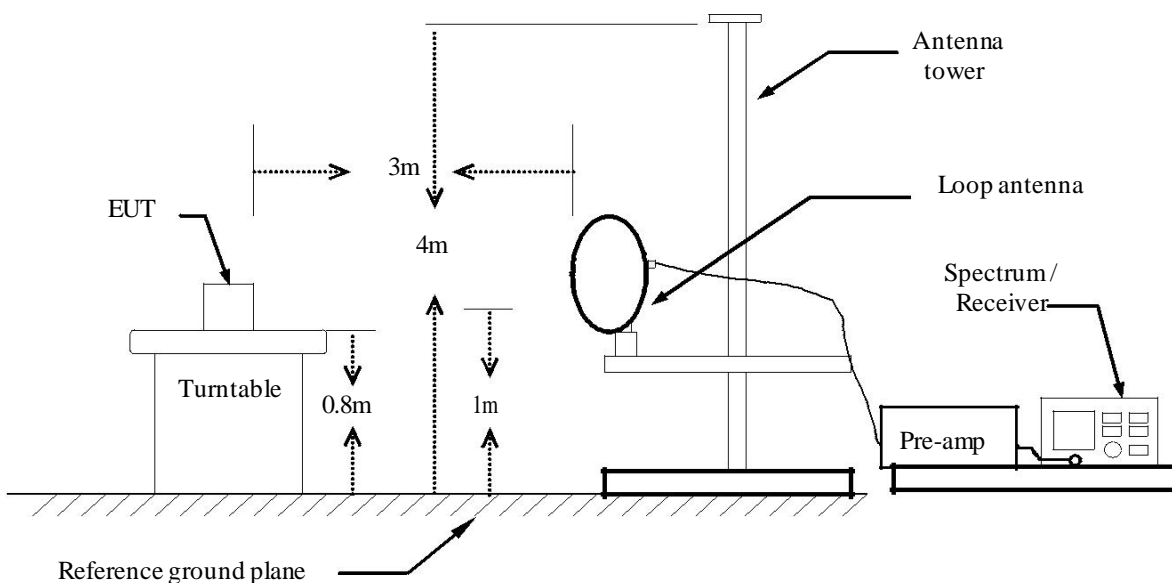 Antenna
tower
3m
Loop antenna
EUT
4m
Spectrum /
Receiver
Turntable
0.8m
1m
Pre-amp
Reference ground plane